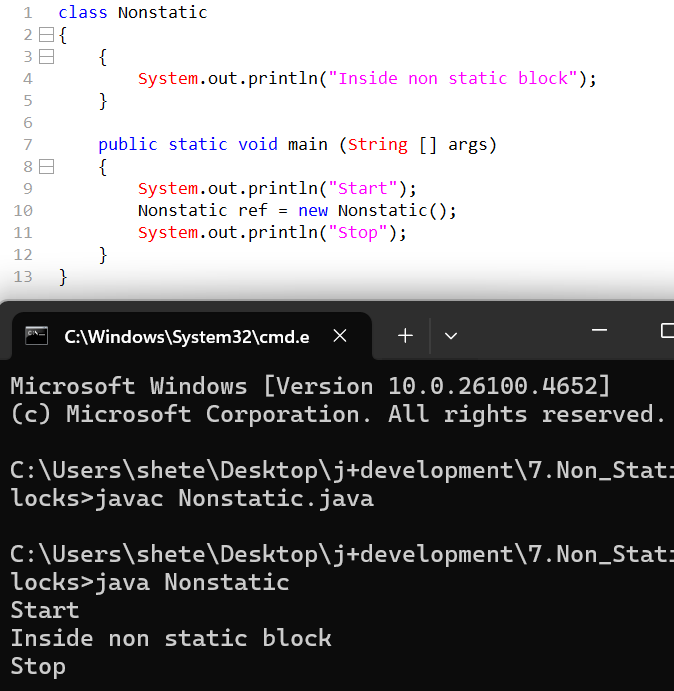 1 class Nonstatic
2 {
3 {
4 System.out.println("Inside non static block");
5 }
6
7 public static void main (String [] args)
8 {
9 System.out.println("Start");
10 Nonstatic ref = new Nonstatic();
11 System.out.println("Stop");
12 }
13 }
C:\Windows\System32\cmd.e
Microsoft Windows [Version 10.0.26100.4652]
(c) Microsoft Corporation. All rights reserved.
C:\Users\shete\Desktop\j+development\7.Non_Stati
locks>javac Nonstatic.java
C:\Users\shete\Desktop\j+development\7.Non_Stati
locks>java Nonstatic
Start
Inside non static block
Stop